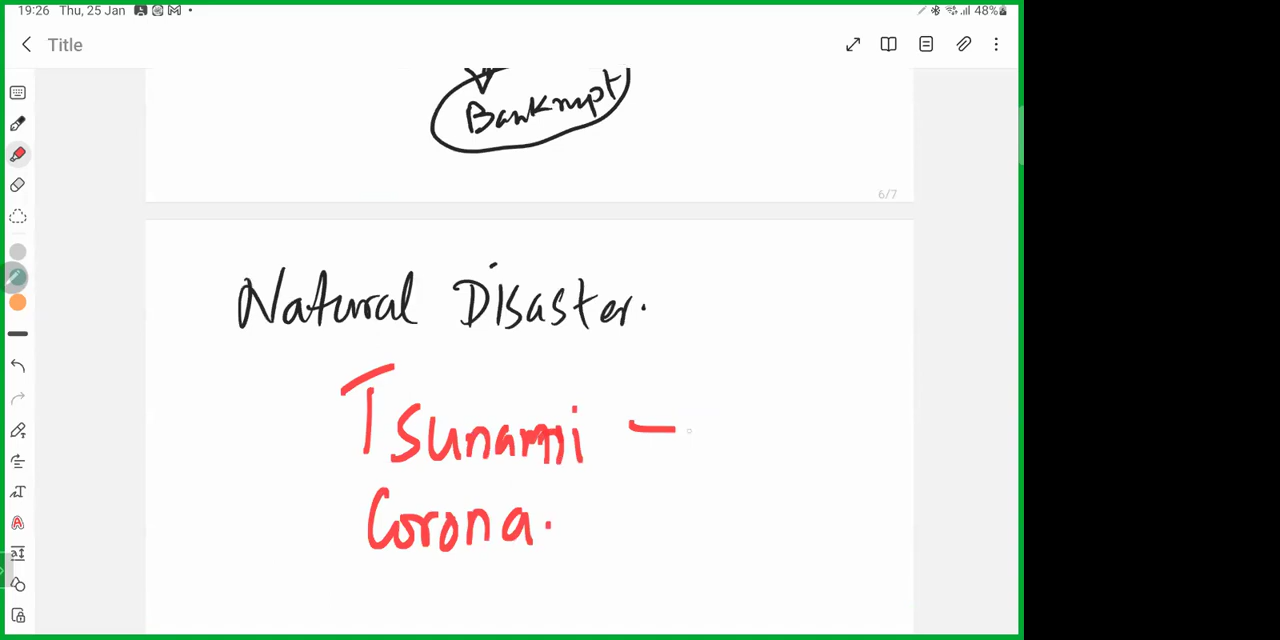 19:26 Thu, 25 Jan
48%
Title
Bankrupt
6/7
Natural Disaster.
Tsunami –
Corona.